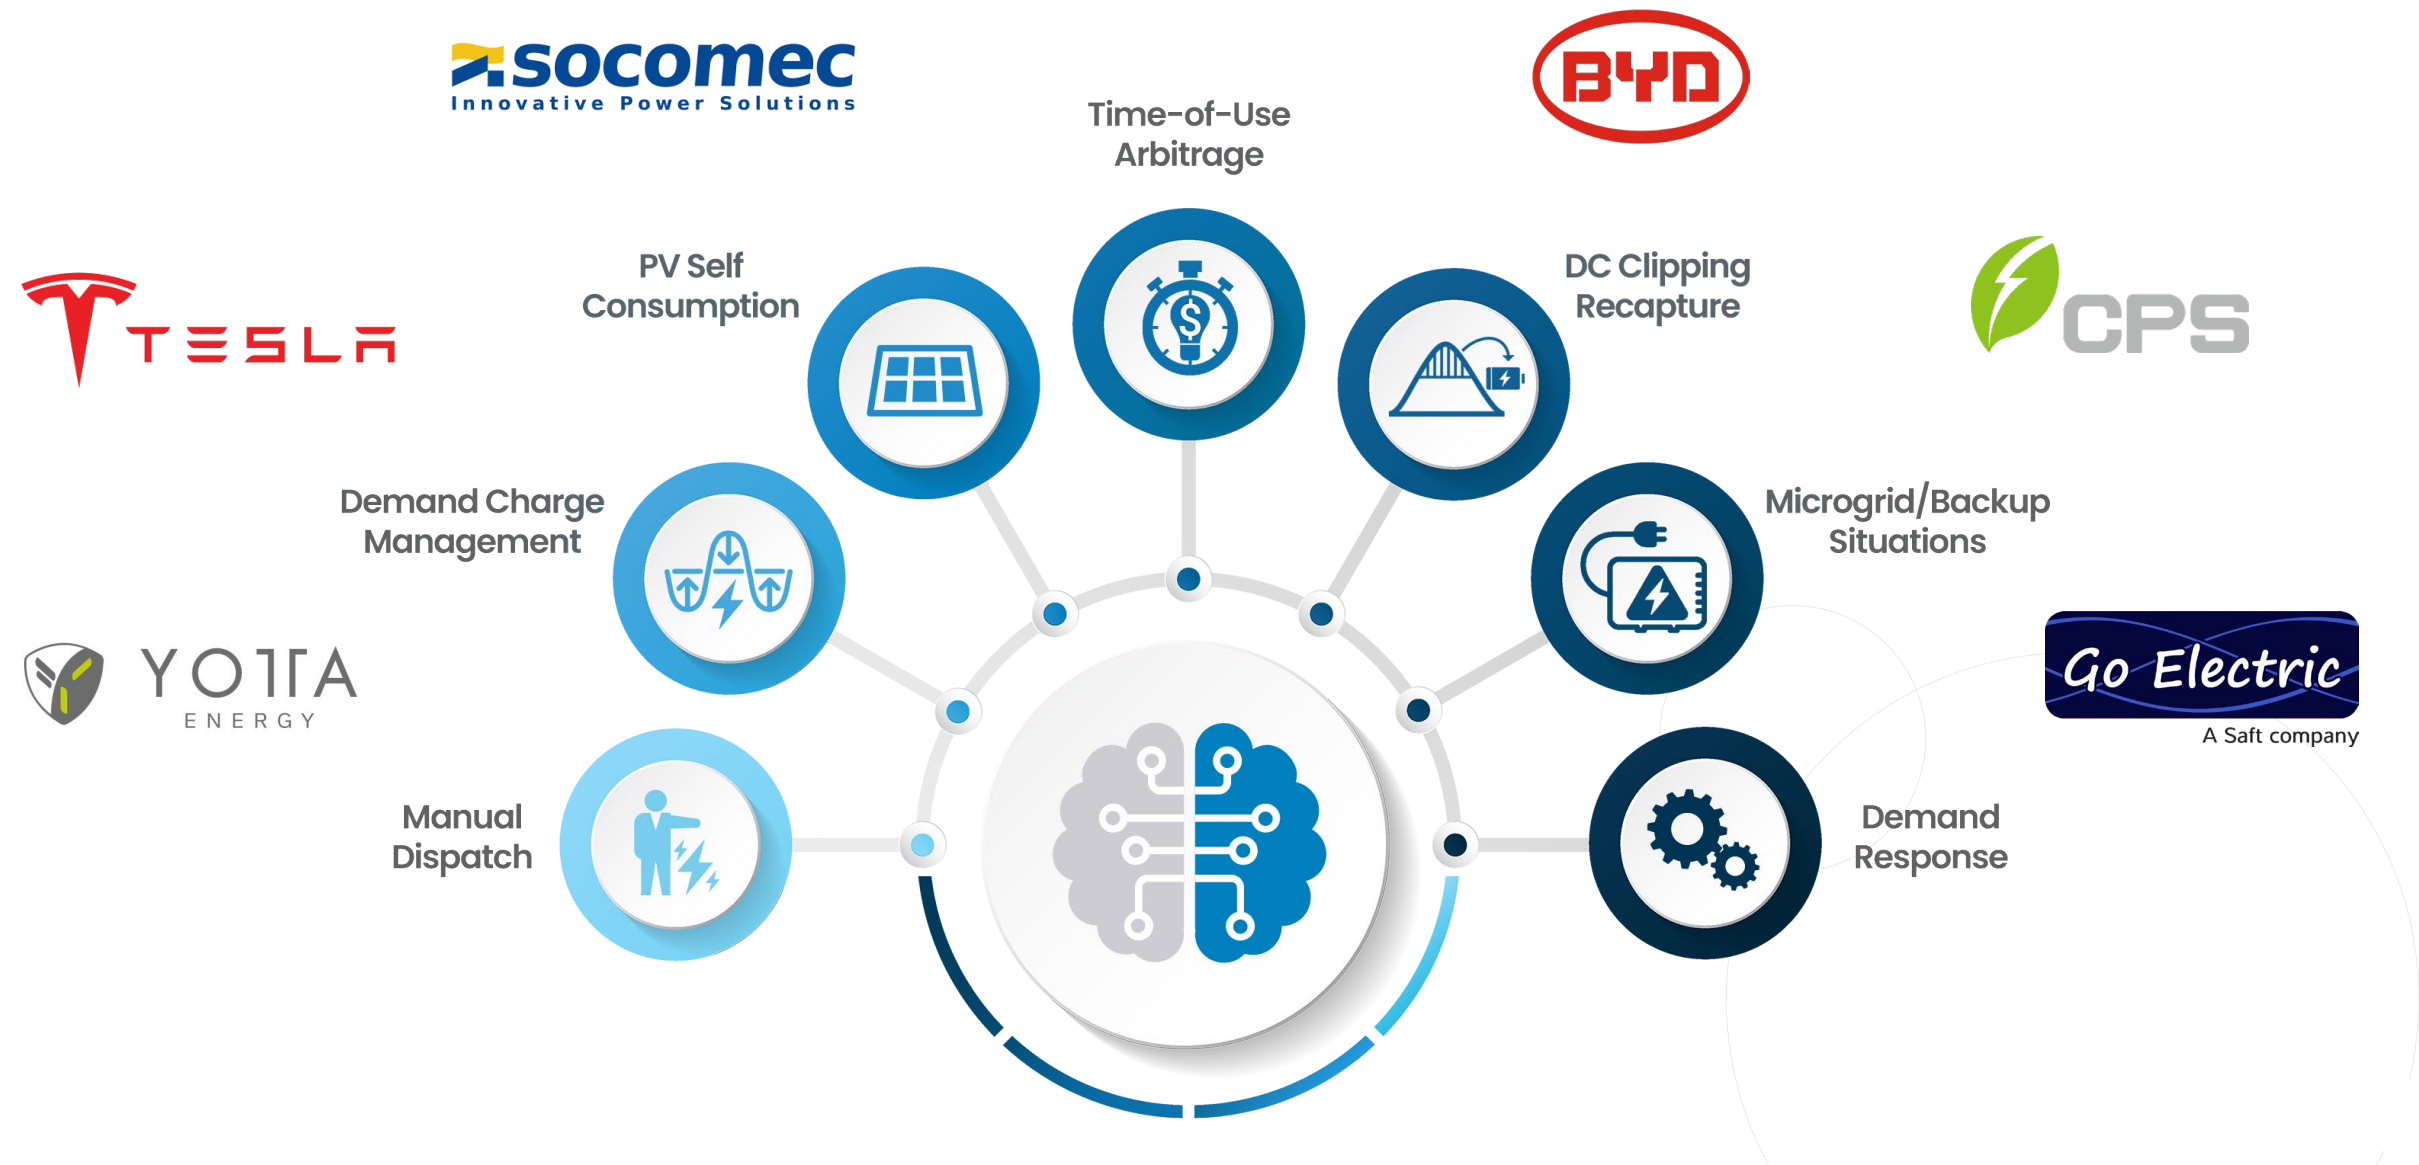 socomec
Innovative Power Solutions
BYD
Time-of-Use
Arbitrage
PV Self
Consumption
DC Clipping
Recapture
TESLA
CPS
Demand Charge
Management
Microgrid/Backup
Situations
YOTTA
ENERGY
Go Electric
A Saft company
Manual
Dispatch
Demand
Response
$